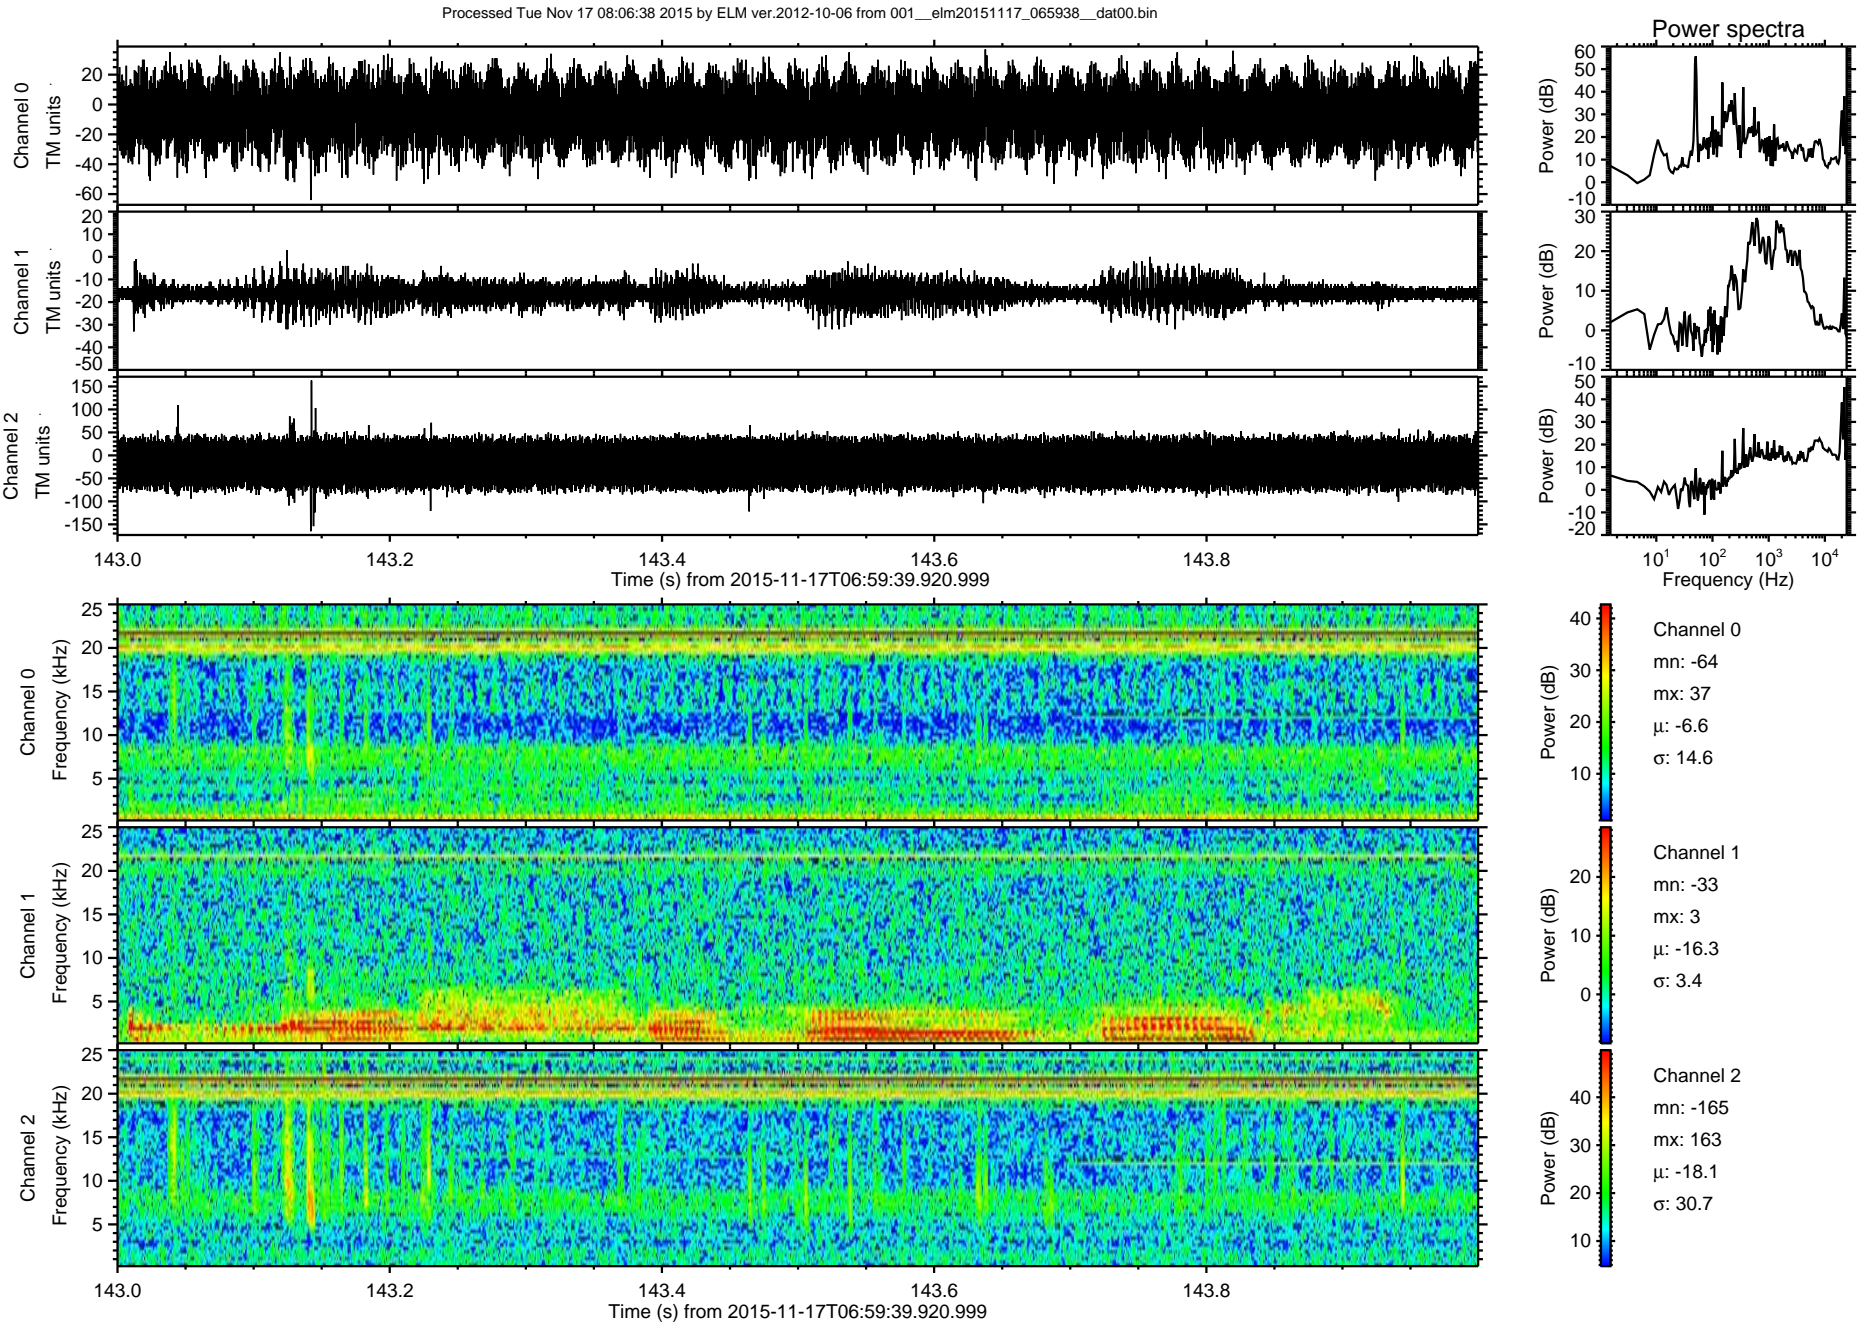 Processed Tue Nov 17 08:06:38 2015 by ELM ver.2012-10-06 from 001__elm20151117_065938__dat00.bin
Power spectra
Channel 0
TM units
20
0
-20
-40
-60
Power (dB)
60
50
40
30
20
10
0
-10
Channel 1
TM units
20
10
0
-10
-20
-30
-40
-50
Power (dB)
30
20
10
0
-10
Channel 2
TM units
150
100
50
0
-50
-100
-150
Power (dB)
50
40
30
20
10
0
-10
-20
143.0 143.2 143.4 143.6 143.8
Time (s) from 2015-11-17T06:59:39.920.999
10¹ 10² 10³ 10⁴
Frequency (Hz)
Channel 0
Frequency (kHz)
25
20
15
10
5
Power (dB)
40
30
20
10
Channel 0
mn: -64
mx: 37
μ: -6.6
σ: 14.6
Channel 1
Frequency (kHz)
25
20
15
10
5
Power (dB)
20
10
0
Channel 1
mn: -33
mx: 3
μ: -16.3
σ: 3.4
Channel 2
Frequency (kHz)
25
20
15
10
5
Power (dB)
40
30
20
10
Channel 2
mn: -165
mx: 163
μ: -18.1
σ: 30.7
143.0 143.2 143.4 143.6 143.8
Time (s) from 2015-11-17T06:59:39.920.999